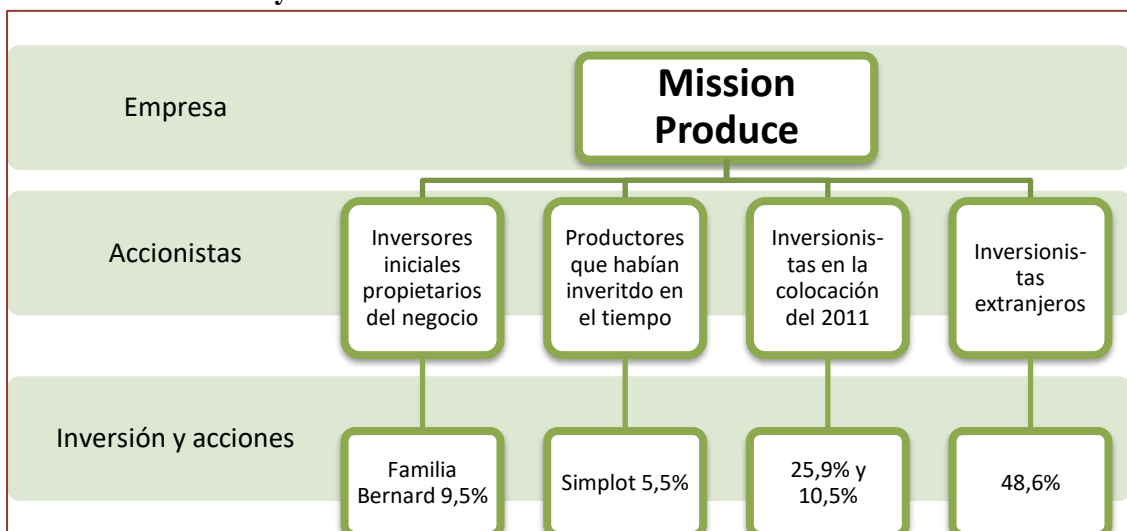 y
Empresa
Mission
Produce
Accionistas
Inversores
iniciales
propietarios
del negocio
Productores
que habían
inveritdo en
el tiempo
Inversionis-
tas en la
colocación
del 2011
Inversionis-
tas
extranjeros
Inversión y acciones
Familia
Bernard 9,5%
Simplot 5,5%
25,9% y
10,5%
48,6%